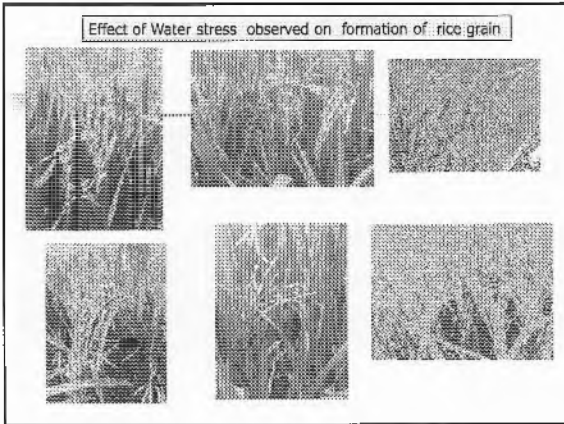 Effect of Water stress observed on formation of rice grain